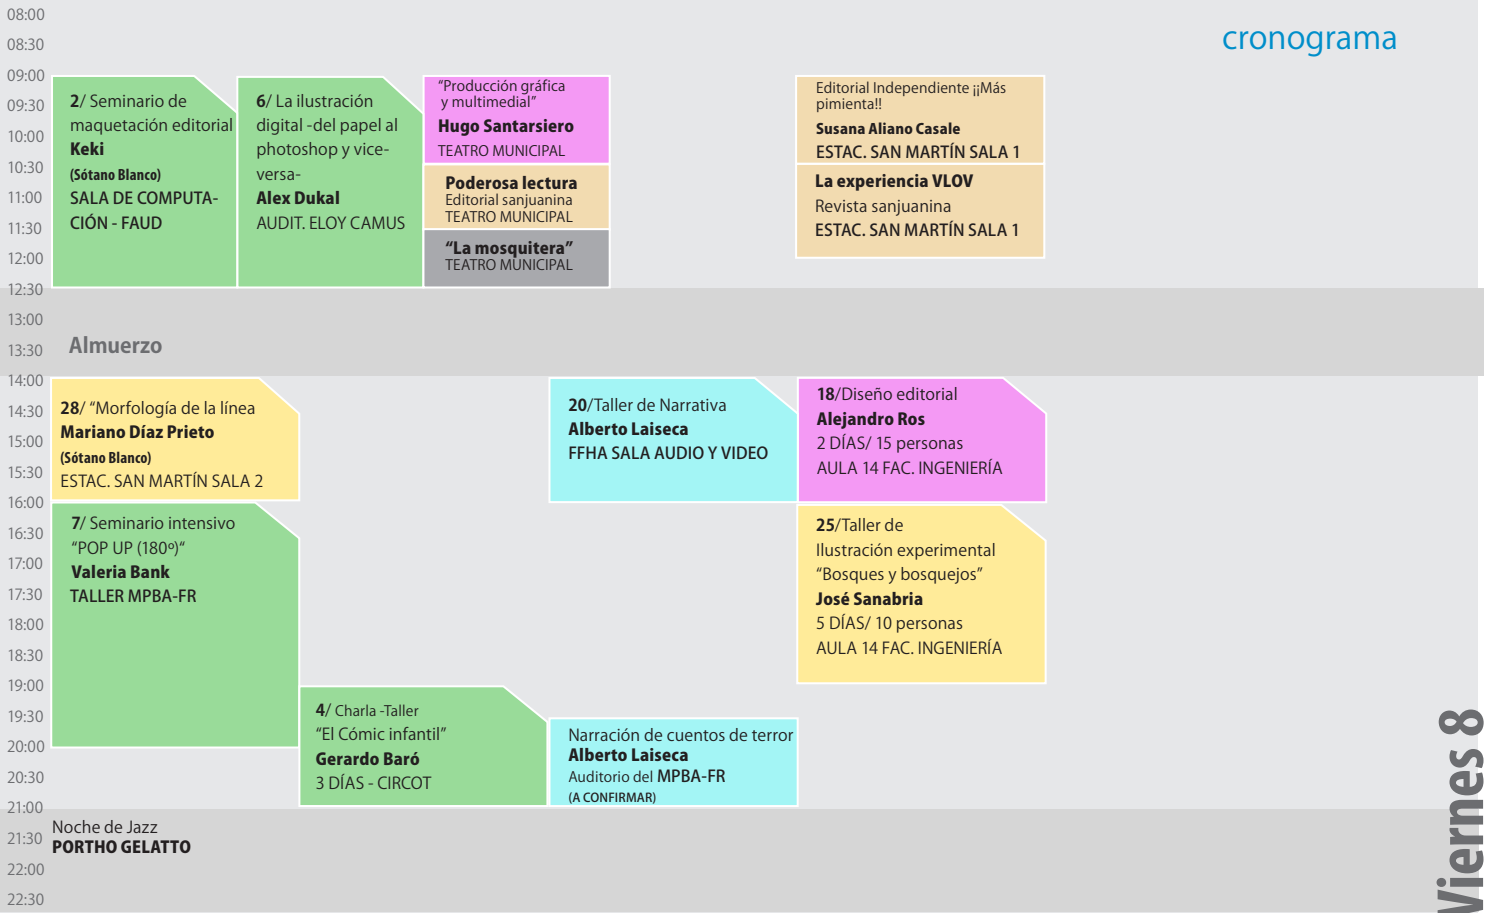 cronograma
08:00
08:30
09:00
09:30
10:00
10:30
11:00
11:30
12:00
12:30
13:00
13:30
14:00
14:30
15:00
15:30
16:00
16:30
17:00
17:30
18:00
18:30
19:00
19:30
20:00
20:30
21:00
21:30
22:00
22:30
2/ Seminario de
maquetación editorial
Keki
(Sótano Blanco)
SALA DE COMPUTA-
CIÓN - FAUD
6/ La ilustración
digital -del papel al
photoshop y vice-
versa-
Alex Dukal
AUDIT. ELOY CAMUS
“Producción gráfica
y multimedial”
Hugo Santarsiero
TEATRO MUNICIPAL
Poderosa lectura
Editorial sanjuanina
TEATRO MUNICIPAL
“La mosquitera”
TEATRO MUNICIPAL
Editorial Independiente ¡¡Más
pimienta!!
Susana Aliano Casale
ESTAC. SAN MARTÍN SALA 1
La experiencia VLOV
Revista sanjuanina
ESTAC. SAN MARTÍN SALA 1
Almuerzo
28/ “Morfología de la línea
Mariano Díaz Prieto
(Sótano Blanco)
ESTAC. SAN MARTÍN SALA 2
20/Taller de Narrativa
Alberto Laiseca
FFHA SALA AUDIO Y VIDEO
18/Diseño editorial
Alejandro Ros
2 DÍAS/ 15 personas
AULA 14 FAC. INGENIERÍA
7/ Seminario intensivo
“POP UP (180º)“
Valeria Bank
TALLER MPBA-FR
25/Taller de
Ilustración experimental
“Bosques y bosquejos”
José Sanabria
5 DÍAS/ 10 personas
AULA 14 FAC. INGENIERÍA
4/ Charla -Taller
“El Cómic infantil”
Gerardo Baró
3 DÍAS - CIRCOT
Narración de cuentos de terror
Alberto Laiseca
Auditorio del MPBA-FR
(A CONFIRMAR)
Noche de Jazz
PORTHO GELATTO
Viernes 8